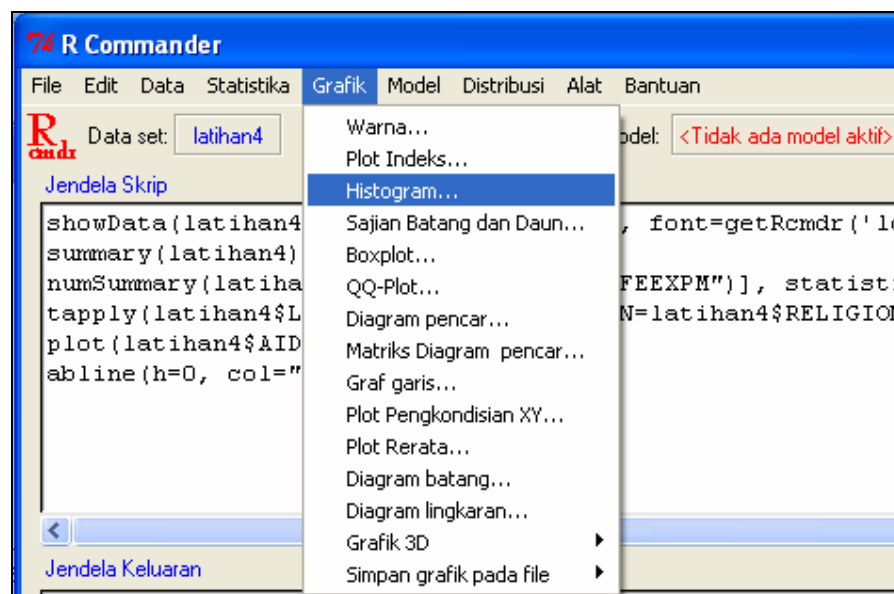 R Commander
File Edit Data Statistika Grafik Model Distribusi Alat Bantuan
R cmdr Data set: latihan4 <Tidak ada model aktif>
Warna...
Plot Indeks...
Histogram...
Sajian Batang dan Daun...
Boxplot...
QQ-Plot...
Diagram pencar...
Matriks Diagram pencar...
Graf garis...
Plot Pengkondisian XY...
Plot Rerata...
Diagram batang...
Diagram lingkaran...
Grafik 3D
Simpan grafik pada file
Jendela Skrip
showData(latihan4 , font=getRcmdr('l
summary(latihan4)
numSummary(latiha FEEXPM")], statist
tapply(latihan4$L N=latihan4$RELIGION
plot(latihan4$AID
abline(h=0, col="
Jendela Keluaran